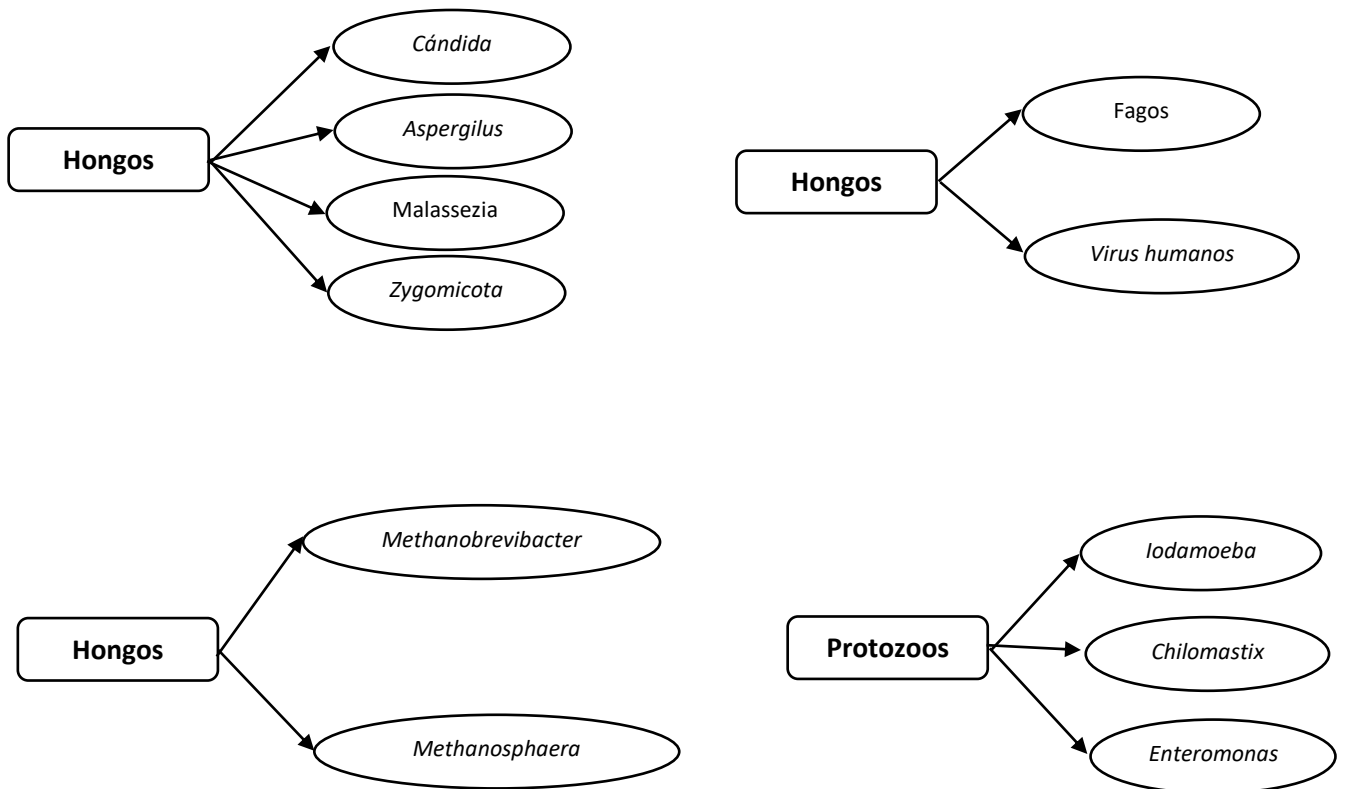 Hongos
Cándida
Aspergilus
Malassezia
Zygomicota
Hongos
Fagos
Virus humanos
Hongos
Methanobrevibacter
Methanosphaera
Protozoos
Iodamoeba
Chilomastix
Enteromonas